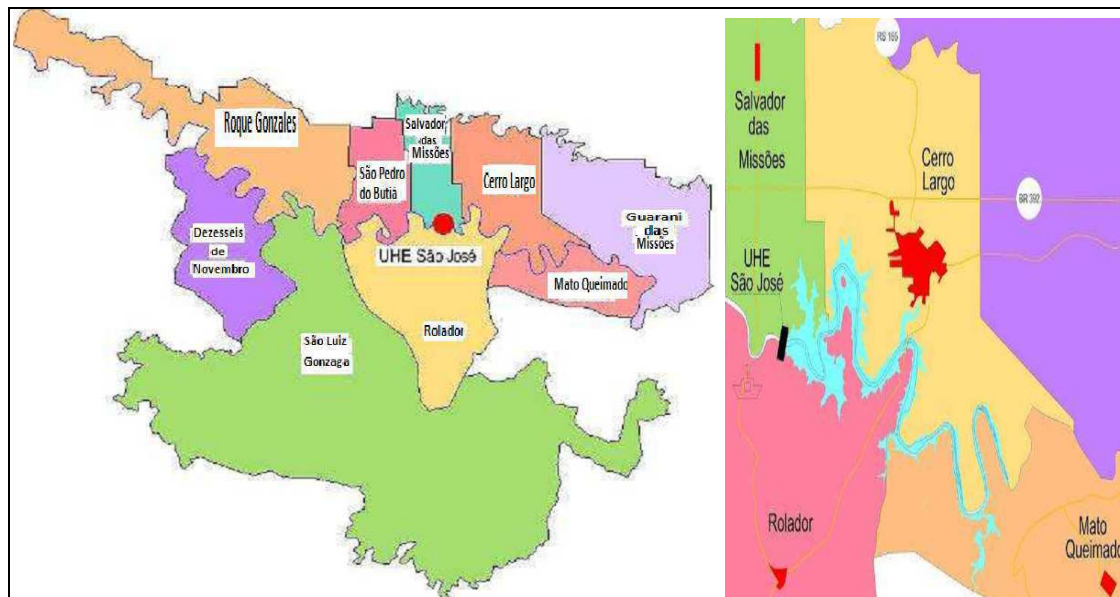 Roque Gonzales
Salvador
das
Missões
São Pedro
do Butiá
Cerro Largo
Guarani
das
Missões
Dezesseis
de
Novembro
UHE São José
Mato Queimado
Rolador
São Luiz
Gonzaga
RS 165
Salvador
das
Missões
Cerro
Largo
BR 392
UHE
São José
Rolador
Mato
Queimado